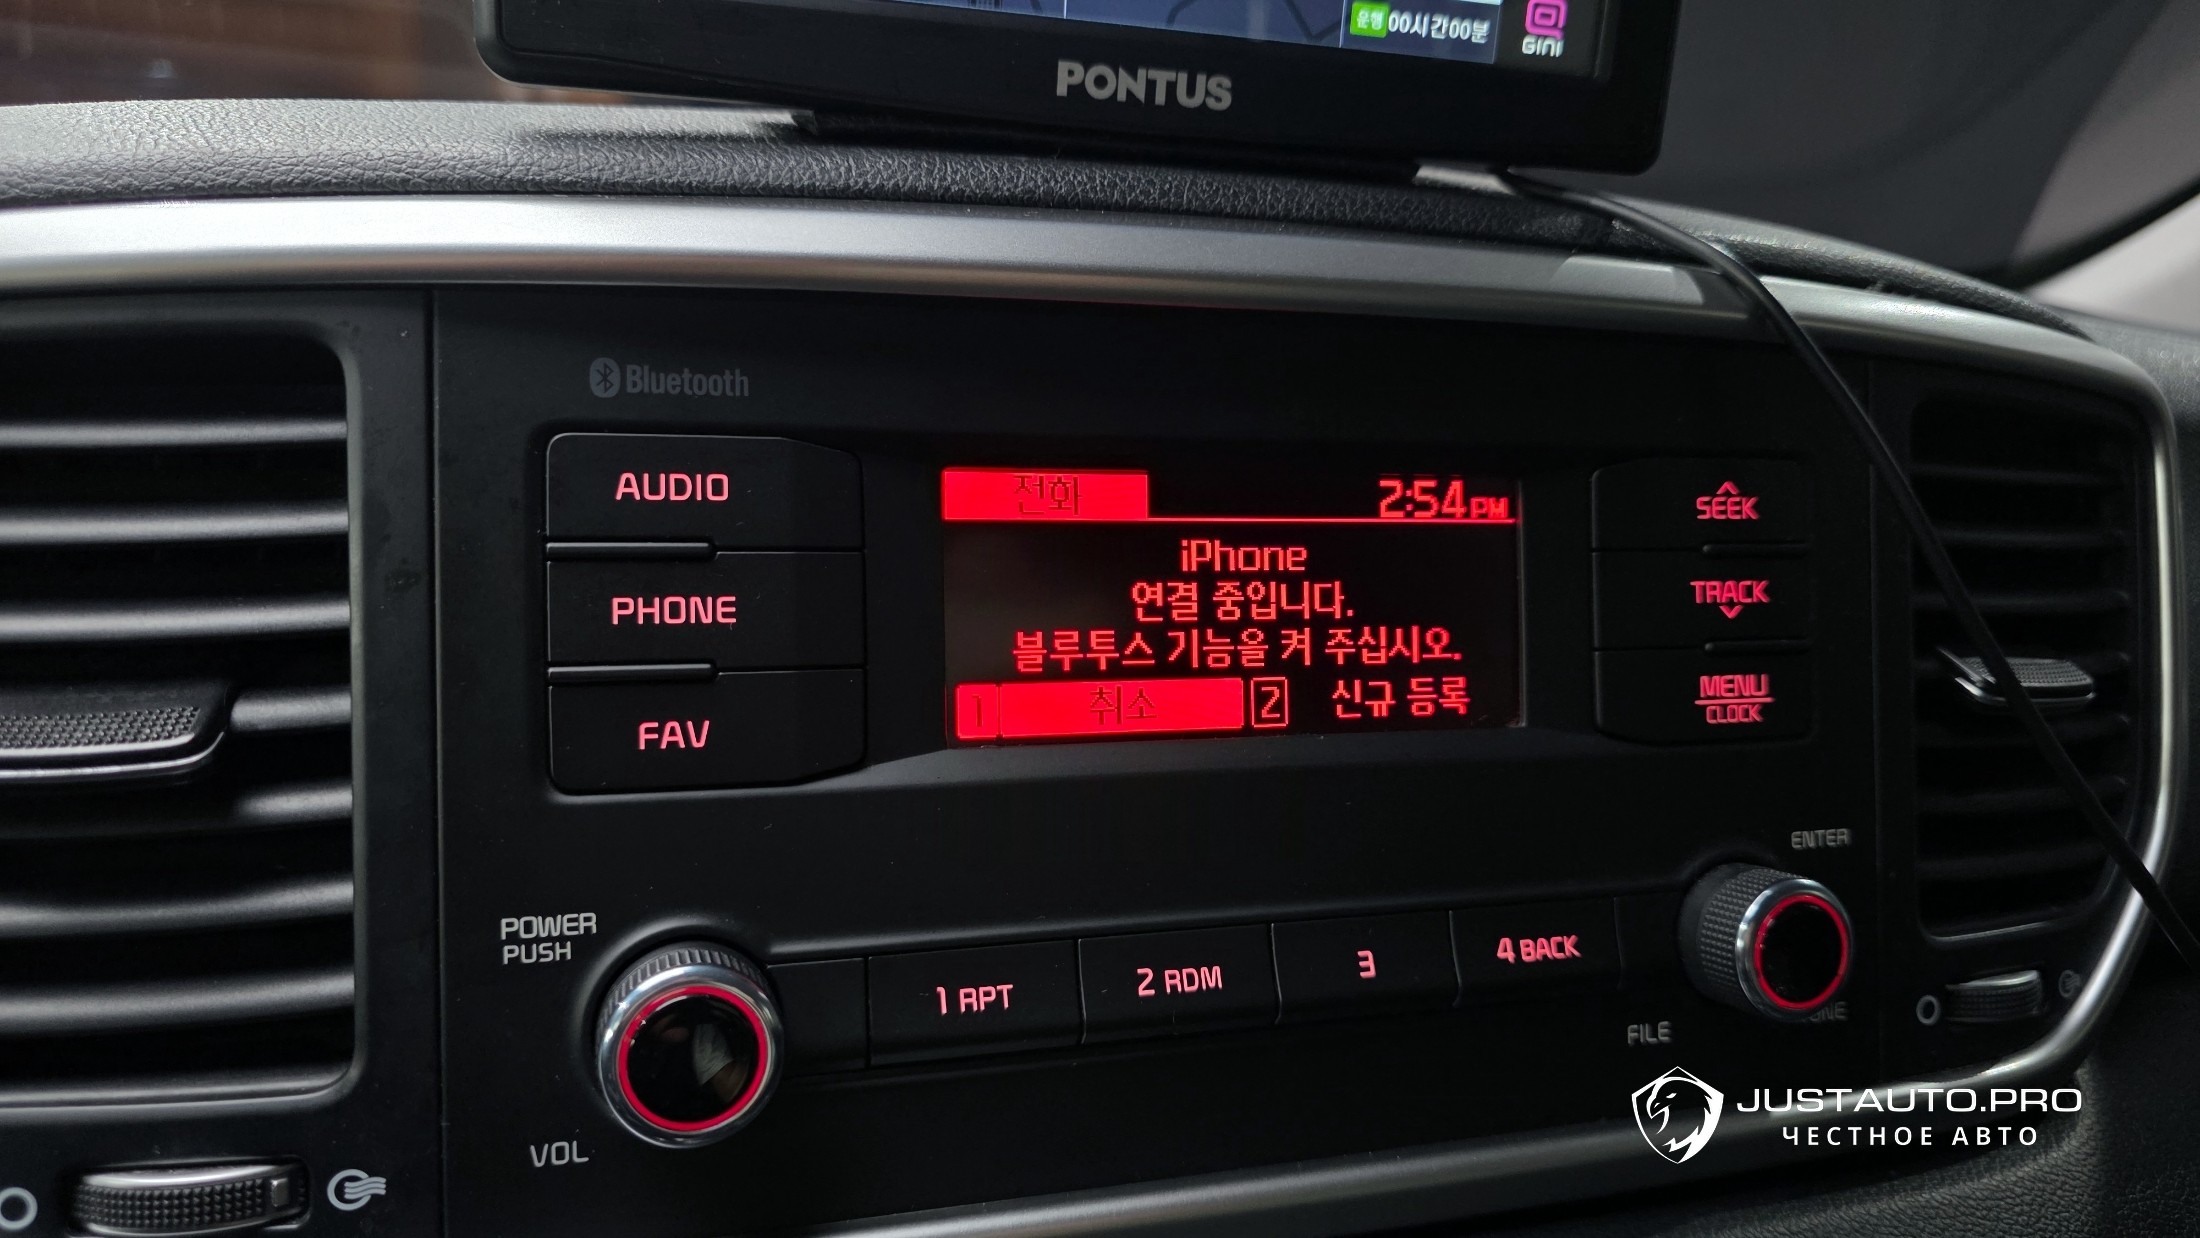 운행 00시간00분
GINI
PONTUS
Bluetooth
AUDIO
PHONE
FAV
전화 2:54 PM
iPhone
연결 중입니다.
블루투스 기능을 켜 주십시오.
1 취소 2 신규 등록
SEEK
TRACK
MENU
CLOCK
POWER
PUSH
VOL
1 RPT
2 RDM
3
4 BACK
ENTER
FILE
JUSTAUTO.PRO
ЧЕСТНОЕ АВТО